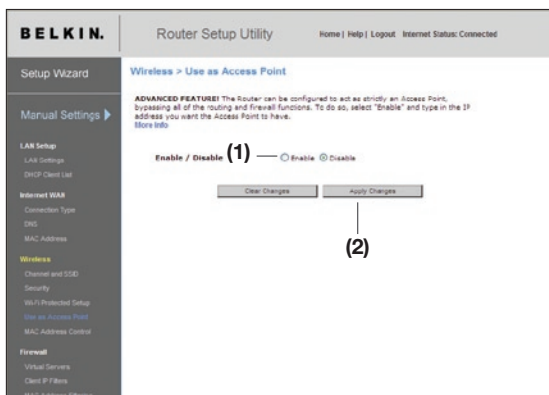 BELKIN.
Router Setup Utility
Home | Help | Logout Internet Status: Connected
Setup Wizard
Manual Settings
LAN Setup
LAN Settings
DHCP Client List
Internet WAN
Connection Type
DNS
MAC Address
Wireless
Channel and SSID
Security
Wi-Fi Protected Setup
Use as Access Point
MAC Address Control
Firewall
Virtual Servers
Client IP Filters
Wireless > Use as Access Point
ADVANCED FEATURE! The Router can be configured to act as strictly an Access Point,
bypassing all of the routing and firewall functions. To do so, select "Enable" and type in the IP
address you want the Access Point to have.
More Info
Enable / Disable (1) Enable Disable
Clear Changes Apply Changes
(2)